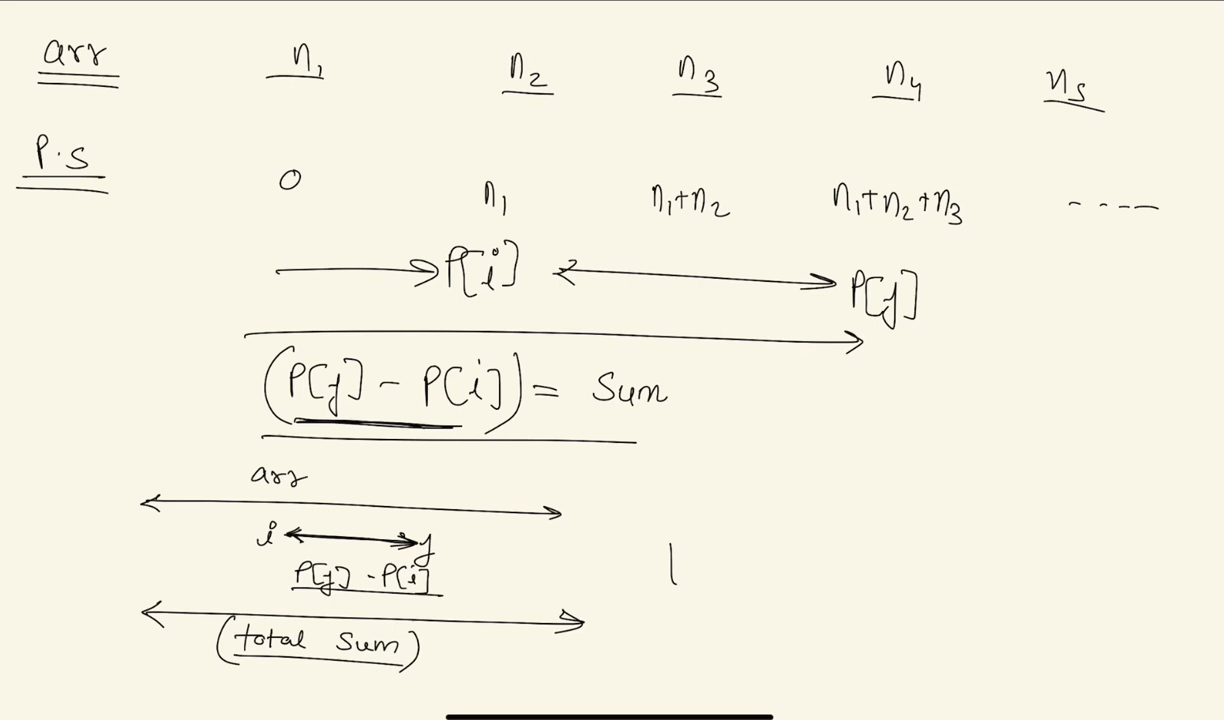 arr n₁ n₂ n₃ n₄ n₅
P.S 0 n₁ n₁+n₂ n₁+n₂+n₃ ----
P[i] P[j]
(P[j] - P[i]) = Sum
arr
i j
P[j] - P[i]
(total sum)